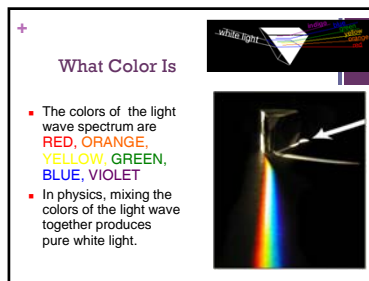 +
What Color Is
white light
indigo
yellow
orange
red
The colors of the light
wave spectrum are
RED, ORANGE,
YELLOW, GREEN,
BLUE, VIOLET
In physics, mixing the
colors of the light wave
together produces
pure white light.